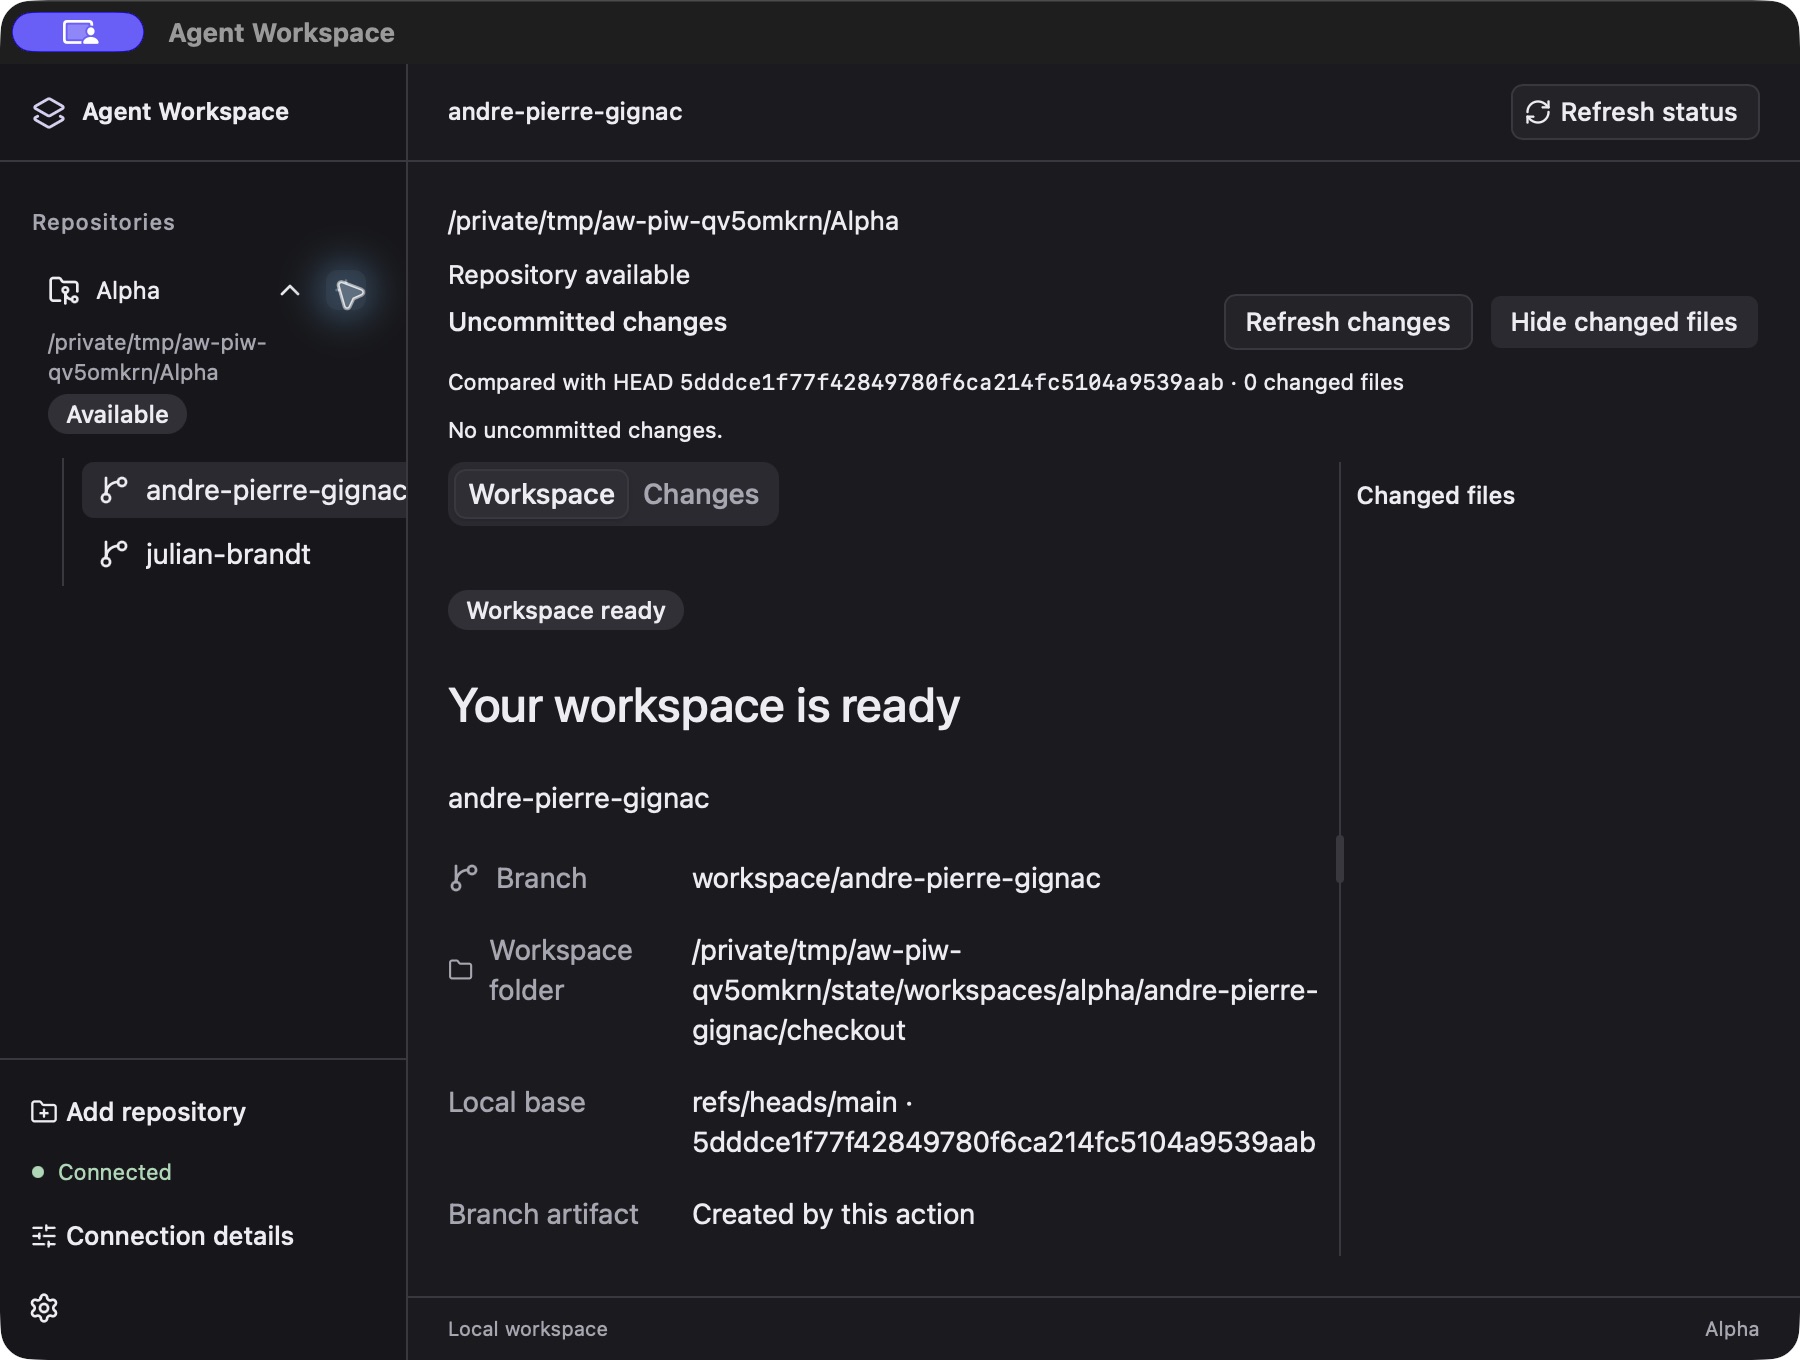 Agent Workspace
Agent Workspace
andre-pierre-gignac
Refresh status
Repositories
Alpha
/private/tmp/aw-piw-
qv5omkrn/Alpha
Available
andre-pierre-gignac
julian-brandt
/private/tmp/aw-piw-qv5omkrn/Alpha
Repository available
Uncommitted changes
Refresh changes
Hide changed files
Compared with HEAD 5dddce1f77f42849780f6ca214fc5104a9539aab · 0 changed files
No uncommitted changes.
Workspace
Changes
Changed files
Workspace ready
Your workspace is ready
andre-pierre-gignac
Branch
workspace/andre-pierre-gignac
Workspace
folder
/private/tmp/aw-piw-
qv5omkrn/state/workspaces/alpha/andre-pierre-
gignac/checkout
Local base
refs/heads/main ·
5dddce1f77f42849780f6ca214fc5104a9539aab
Branch artifact
Created by this action
Add repository
Connected
Connection details
Local workspace
Alpha